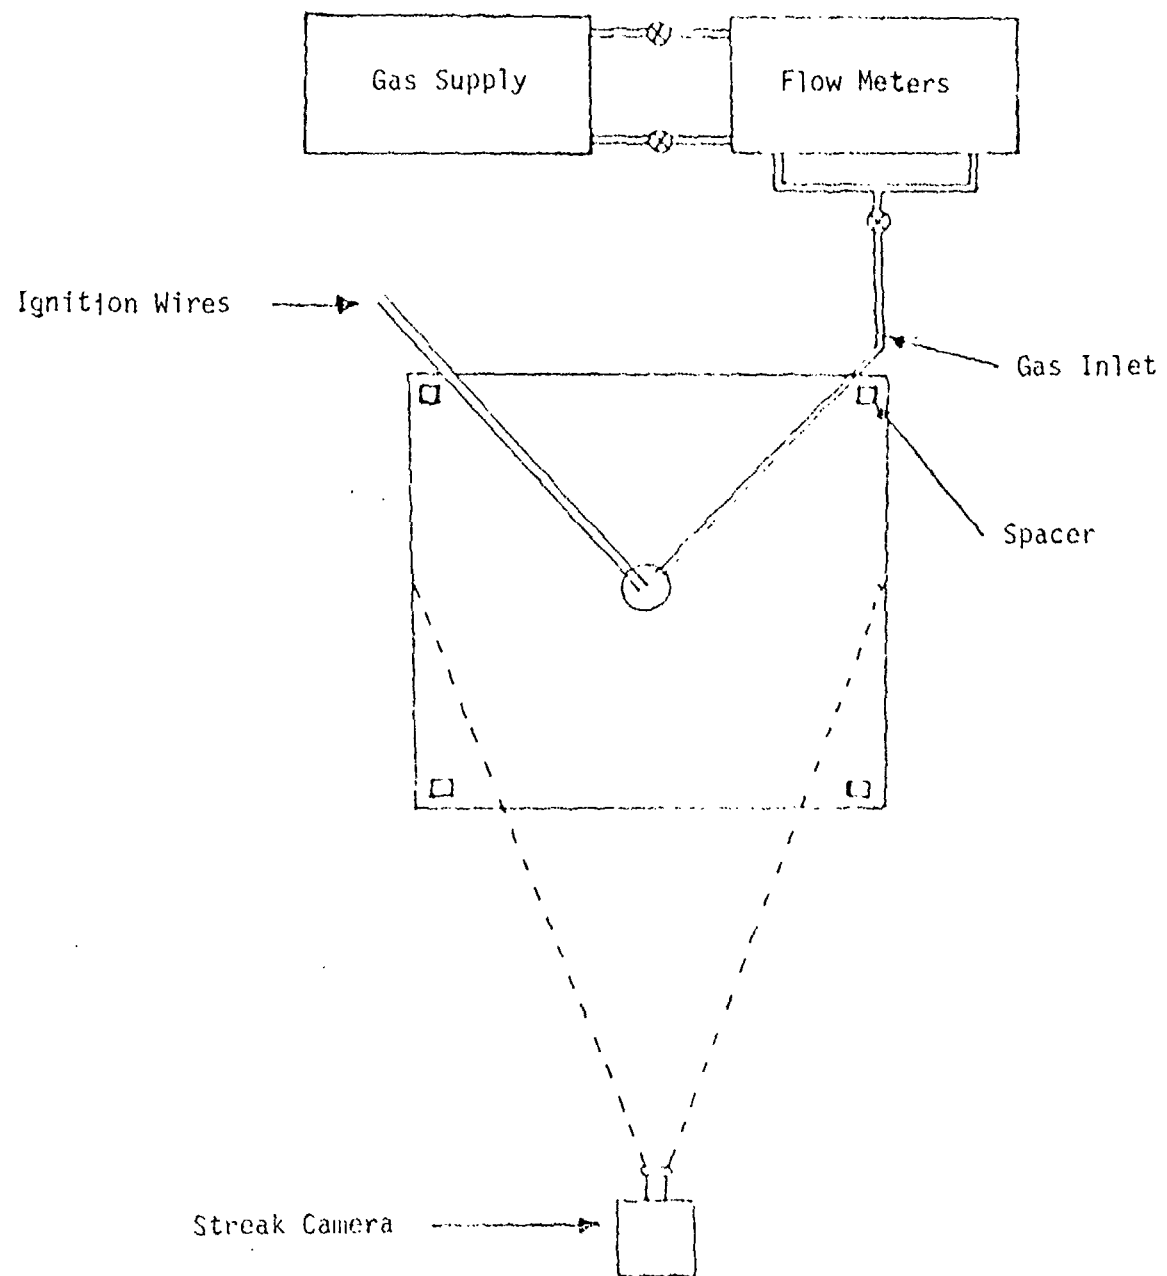 Gas Supply
Flow Meters
Ignition Wires
Gas Inlet
Spacer
Streak Camera